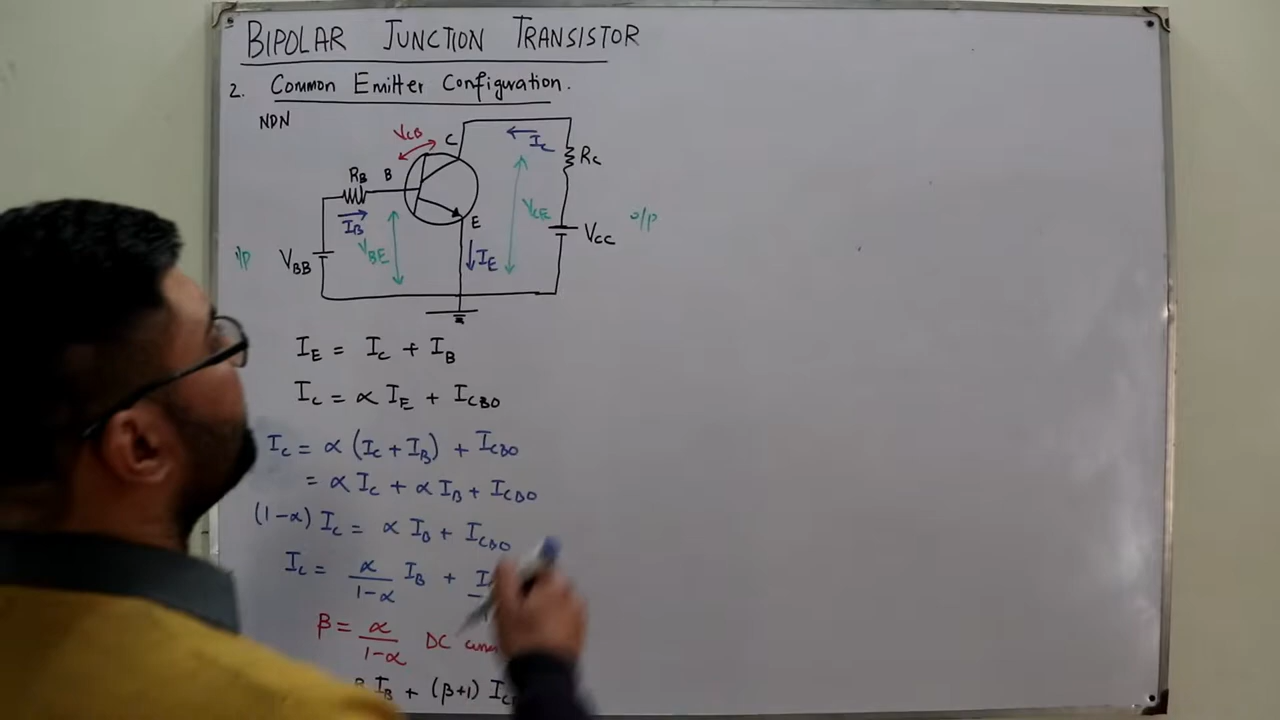 BIPOLAR JUNCTION TRANSISTOR
2. Common Emitter Configuration.
NPN
V_CB
C
I_C
R_C
R_B
B
I_B
V_BE
E
I_E
V_CE
V_CC
o/p
i/p
V_BB
I_E = I_C + I_B
I_C = α I_E + I_CBO
I_C = α (I_C + I_B) + I_CBO
= α I_C + α I_B + I_CBO
(1-α) I_C = α I_B + I_CBO
I_C = α/(1-α) I_B + I
β = α/(1-α) DC
I_B + (β+1) I_C